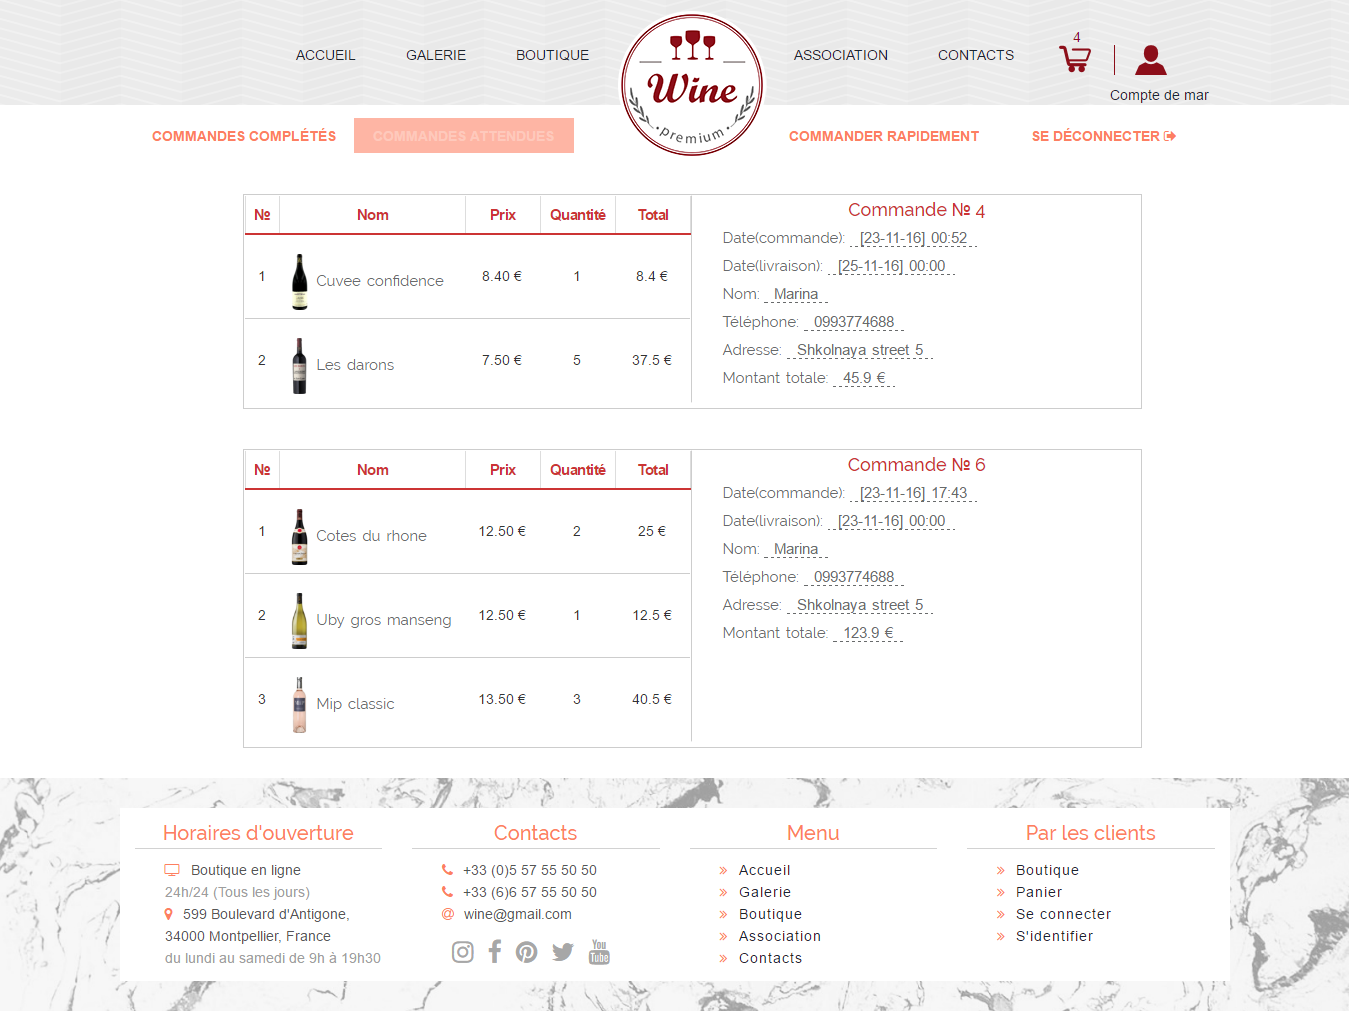 ACCUEIL GALERIE BOUTIQUE ASSOCIATION CONTACTS 4
Wine
premium
Compte de mar
COMMANDES COMPLÉTÉS COMMANDES ATTENDUES COMMANDER RAPIDEMENT SE DÉCONNECTER
№ Nom Prix Quantité Total
1 Cuvee confidence 8.40 € 1 8.4 €
2 Les darons 7.50 € 5 37.5 €
Commande № 4
Date(commande): [23-11-16] 00:52
Date(livraison): [25-11-16] 00:00
Nom: Marina
Téléphone: 0993774688
Adresse: Shkolnaya street 5
Montant totale: 45.9 €
№ Nom Prix Quantité Total
1 Cotes du rhone 12.50 € 2 25 €
2 Uby gros manseng 12.50 € 1 12.5 €
3 Mip classic 13.50 € 3 40.5 €
Commande № 6
Date(commande): [23-11-16] 17:43
Date(livraison): [23-11-16] 00:00
Nom: Marina
Téléphone: 0993774688
Adresse: Shkolnaya street 5
Montant totale: 123.9 €
Horaires d'ouverture
Boutique en ligne
24h/24 (Tous les jours)
599 Boulevard d'Antigone,
34000 Montpellier, France
du lundi au samedi de 9h à 19h30
Contacts
+33 (0)5 57 55 50 50
+33 (6)6 57 55 50 50
wine@gmail.com
You
Tube
Menu
Accueil
Galerie
Boutique
Association
Contacts
Par les clients
Boutique
Panier
Se connecter
S'identifier